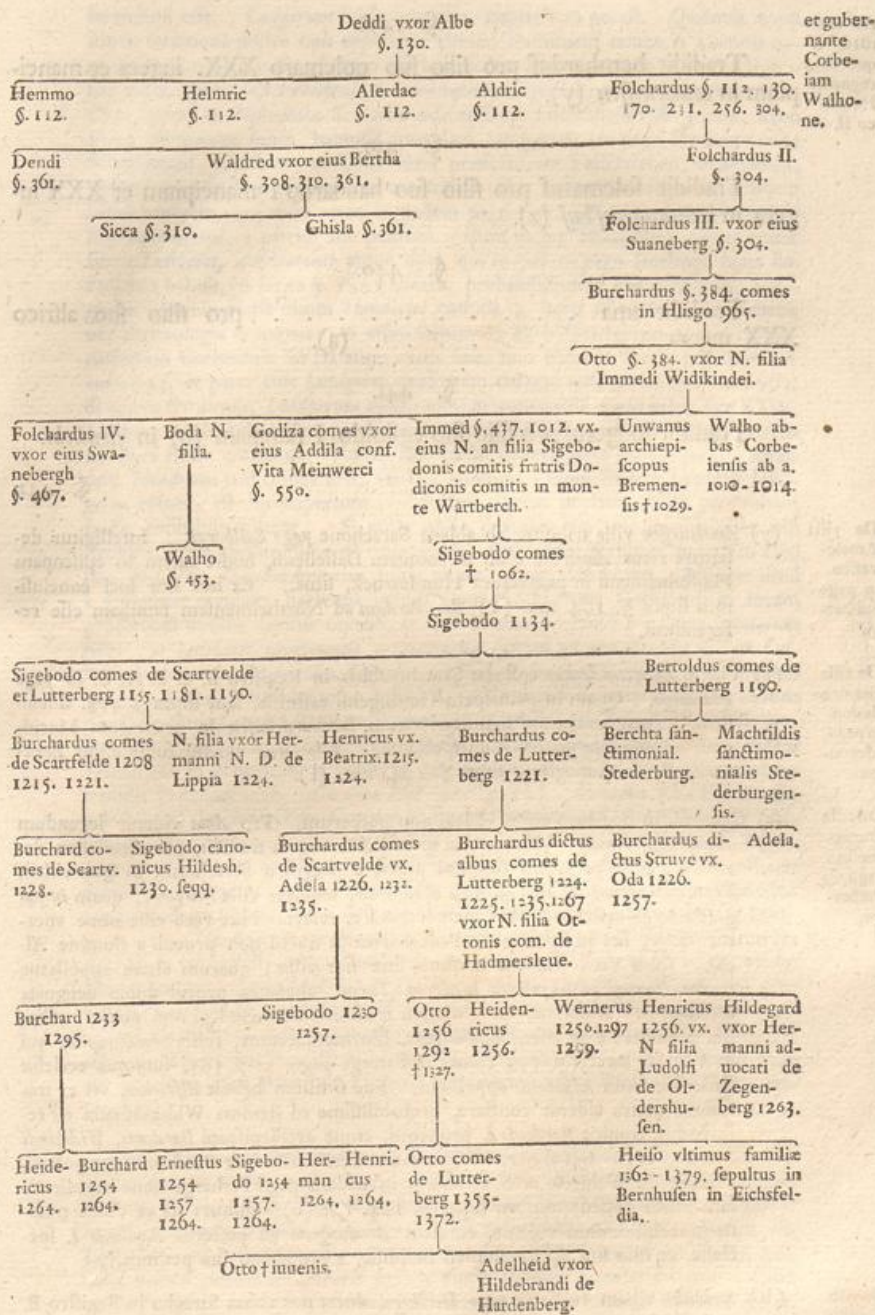 Deddi vxor Albe
§. 130.
et guber-
nante
Corbe-
iam
Walho-
ne.
Hemmo
§. 112.
Helmric
§. 112.
Alerdac
§. 112.
Aldric
§. 112.
Folchardus §. 112. 130.
170. 231. 256. 304.
Dendi
§. 361.
Waldred vxor eius Bertha
§. 308. 310. 361.
Folchardus II.
§. 304.
Sicca §. 310.
Ghisla §. 361.
Folchardus III. vxor eius
Suaneberg §. 304.
Burchardus §. 384. comes
in Hlisgo 965.
Otto §. 384. vxor N. filia
Immedi Widikindei.
Folchardus IV.
vxor eius Swa-
nebergh
§. 467.
Boda N.
filia.
Godiza comes vxor
eius Addila conf.
Vita Meinwerci
§. 550.
Immed §. 437. 1012. vx.
eius N. an filia Sigebo-
donis comitis fratris Do-
diconis comitis in mon-
te Wartberch.
Unwanus
archiepi-
ſcopus
Bremen-
ſis † 1029.
Walho ab-
bas Corbe-
ienſis ab a.
1010-1014.
Walho
§. 453.
Sigebodo comes
† 1062.
Sigebodo 1134.
Sigebodo comes de Scartvelde
et Lutterberg 1155. 1181. 1190.
Bertoldus comes de
Lutterberg 1190.
Burchardus comes
de Scartfelde 1208
1215. 1221.
N. filia vxor Her-
manni N. D. de
Lippia 1224.
Henricus vx.
Beatrix. 1215.
1224.
Burchardus co-
mes de Lutter-
berg 1221.
Berchta ſan-
ctimonial.
Stederburg.
Machtildis
ſanctimo-
nialis Ste-
derburgen-
ſis.
Burchard co-
mes de Scartv.
1228.
Sigebodo cano-
nicus Hildesh.
1230. ſeqq.
Burchardus comes
de Scartvelde vx.
Adela 1226. 1232.
1235.
Burchardus dictus
albus comes de
Lutterberg 1224.
1225. 1235. 1267
vxor N. filia Ot-
tonis com. de
Hadmersleue.
Burchardus di-
ctus Struve vx.
Oda 1226.
1257.
Adela.
Burchard 1233
1295.
Sigebodo
1257.
Otto
1256
1292
† 1327.
Heiden-
ricus
1256.
Wernerus
1256. 1297
Henricus
1256. vx.
N filia
Ludolfi
de Ol-
dershu-
ſen.
Hildegard
vxor Her-
manni ad-
uocati de
Zegen-
berg 1263.
Heide-
ricus
1264.
Burchard
1254
1264.
Erneſtus
1254
1257
1264.
Sigebo-
do 1254
1257.
1264.
Her-
man
1264.
Henri-
cus
1264.
Otto comes
de Lutter-
berg 1355-
1372.
Heiſo vltimus familiæ
1362-1379. ſepultus in
Bernhuſen in Eichsfel-
dia.
Otto † iuuenis.
Adelheid vxor
Hildebrandi de
Hardenberg.